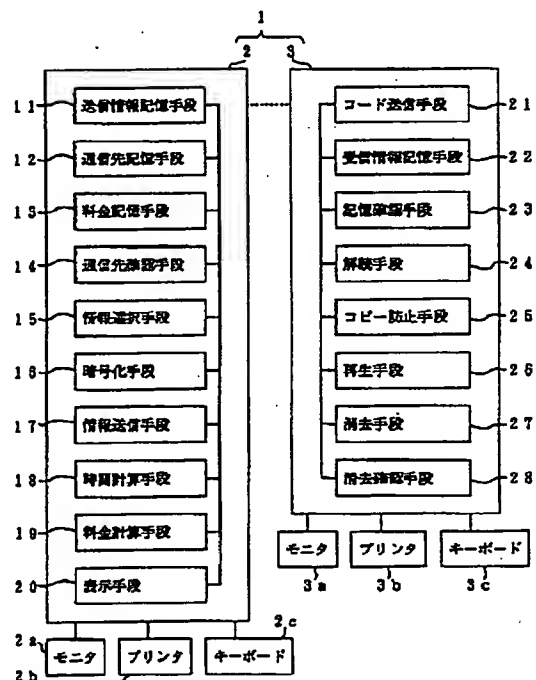 1
2 3
11 送信情報記憶手段
12 通信先記憶手段
13 料金記憶手段
14 通信先確認手段
15 情報選択手段
16 暗号化手段
17 情報送信手段
18 時間計算手段
19 料金計算手段
20 表示手段
2a モニタ
2b プリンタ
2c キーボード
コード送信手段 21
受信情報記憶手段 22
記憶確認手段 23
解読手段 24
コピー防止手段 25
再生手段 26
消去手段 27
消去確認手段 28
モニタ プリンタ キーボード
3a 3b 3c